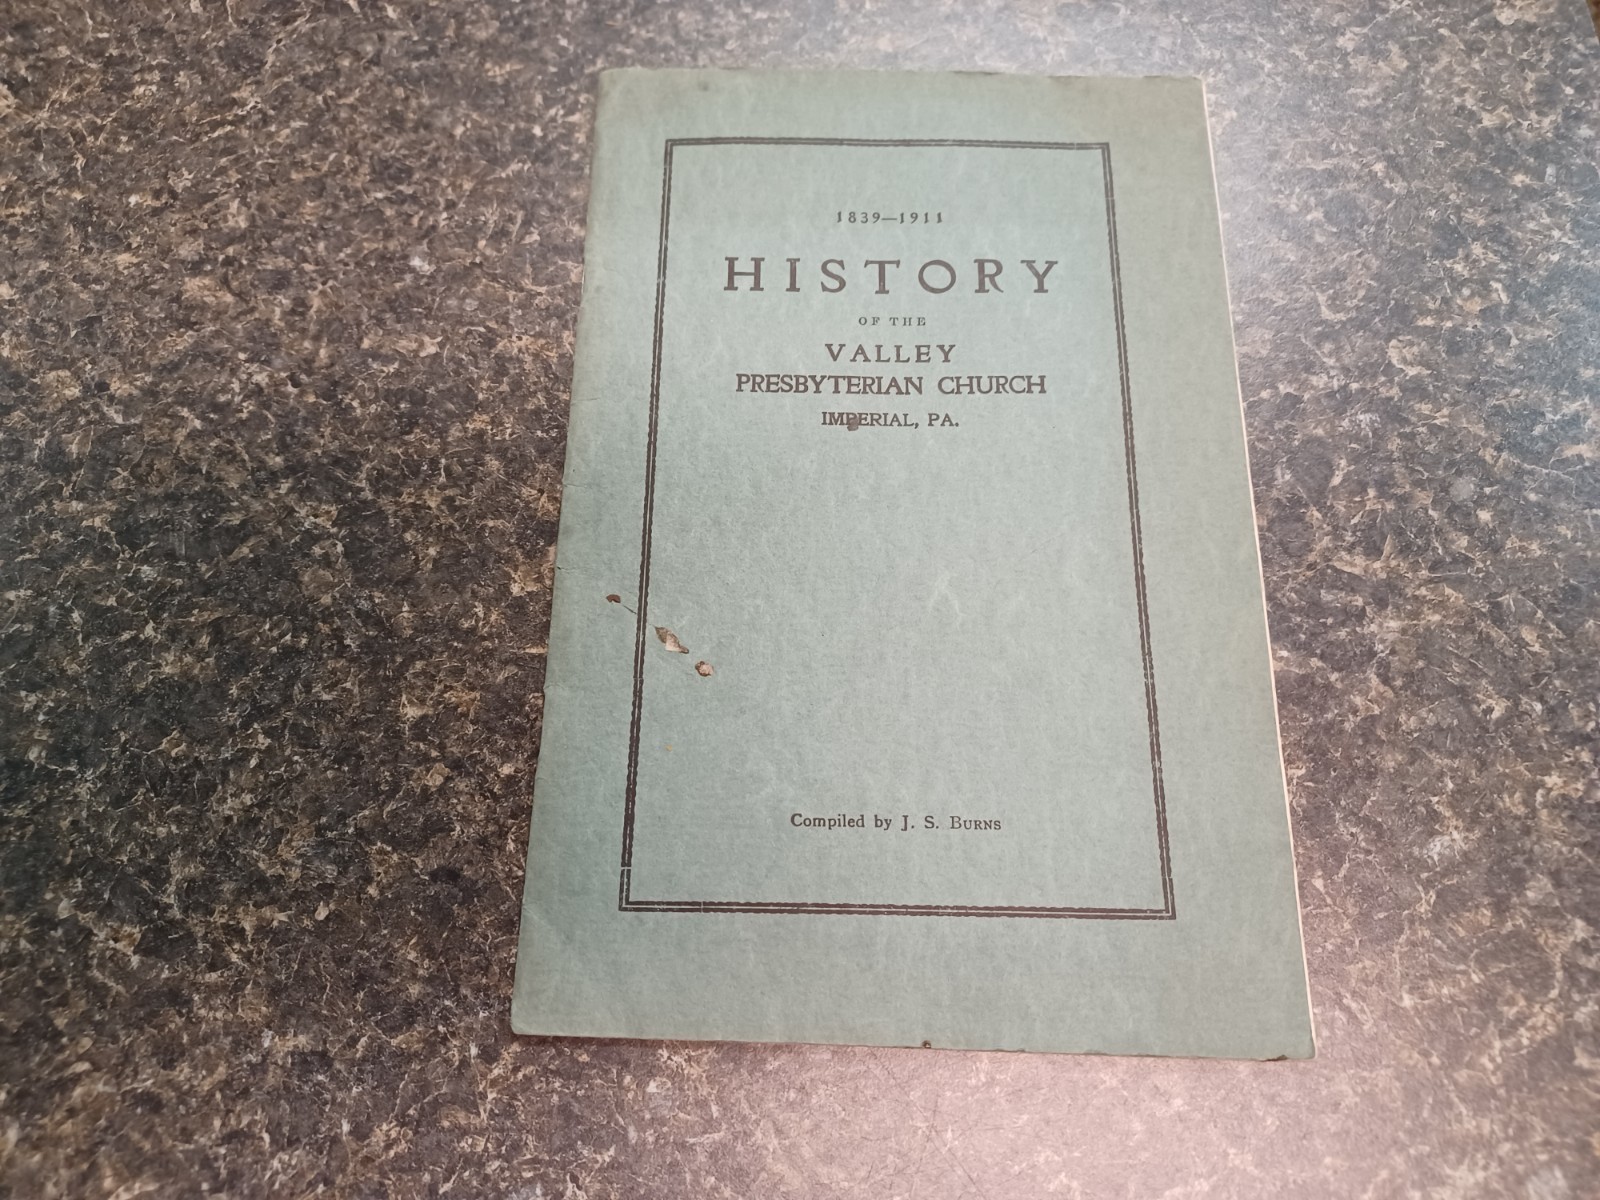 1839—1911
HISTORY
OF THE
VALLEY
PRESBYTERIAN CHURCH
IMPERIAL, PA.
Compiled by J. S. BURNS